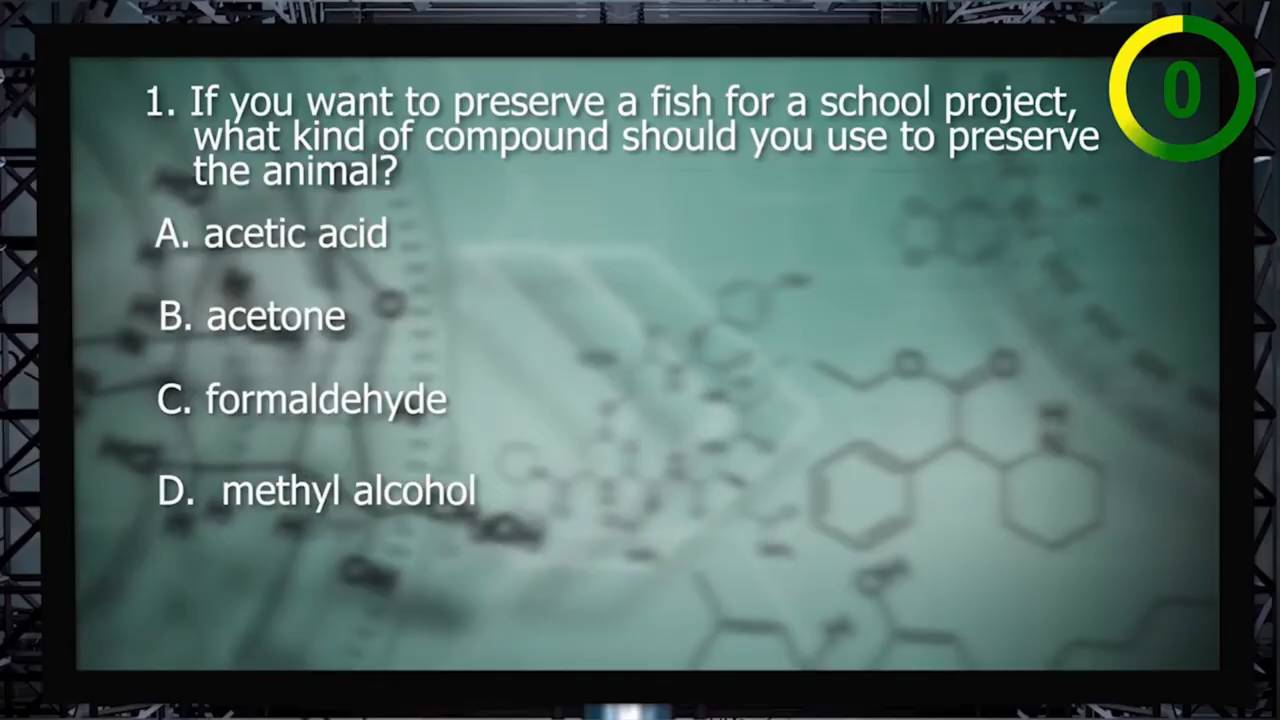 1. If you want to preserve a fish for a school project,
what kind of compound should you use to preserve
the animal?
A. acetic acid
B. acetone
C. formaldehyde
D. methyl alcohol
0